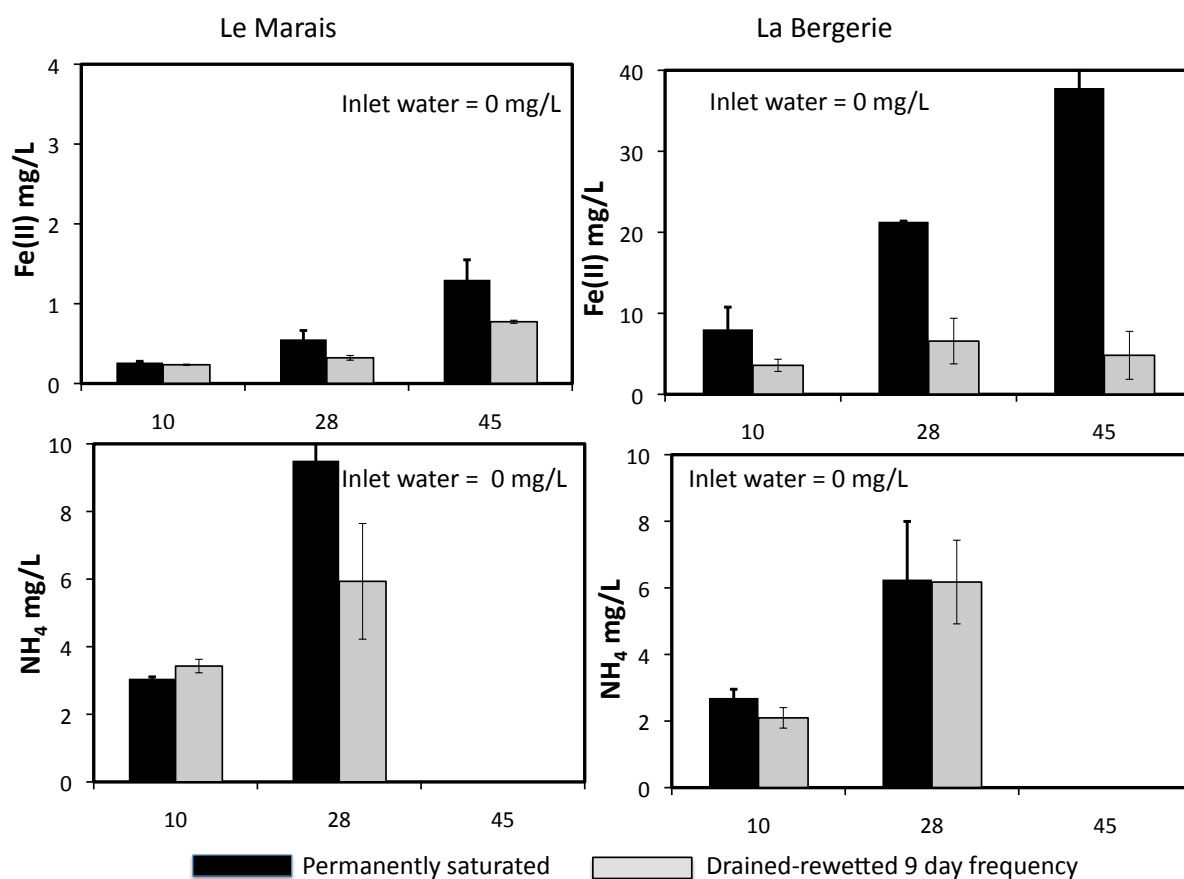 Le Marais
La Bergerie
Fe(II) mg/L
4
3
2
1
0
Inlet water = 0 mg/L
10 28 45
Fe(II) mg/L
40
30
20
10
0
Inlet water = 0 mg/L
10 28 45
NH₄ mg/L
10
8
6
4
2
0
Inlet water = 0 mg/L
10 28 45
NH₄ mg/L
10
8
6
4
2
0
Inlet water = 0 mg/L
10 28 45
Permanently saturated
Drained-rewetted 9 day frequency